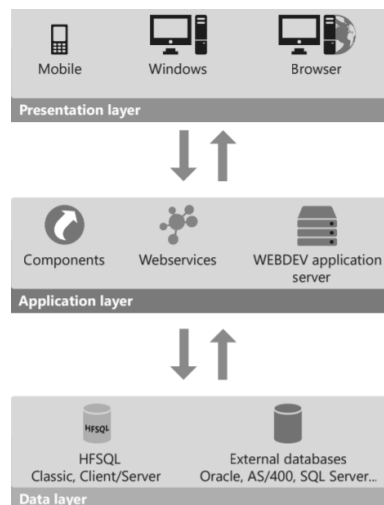 Mobile
Windows
Browser
Presentation layer
Components
Webservices
WEBDEV application
server
Application layer
HFSQL
HFSQL
Classic, Client/Server
External databases
Oracle, AS/400, SQL Server...
Data layer